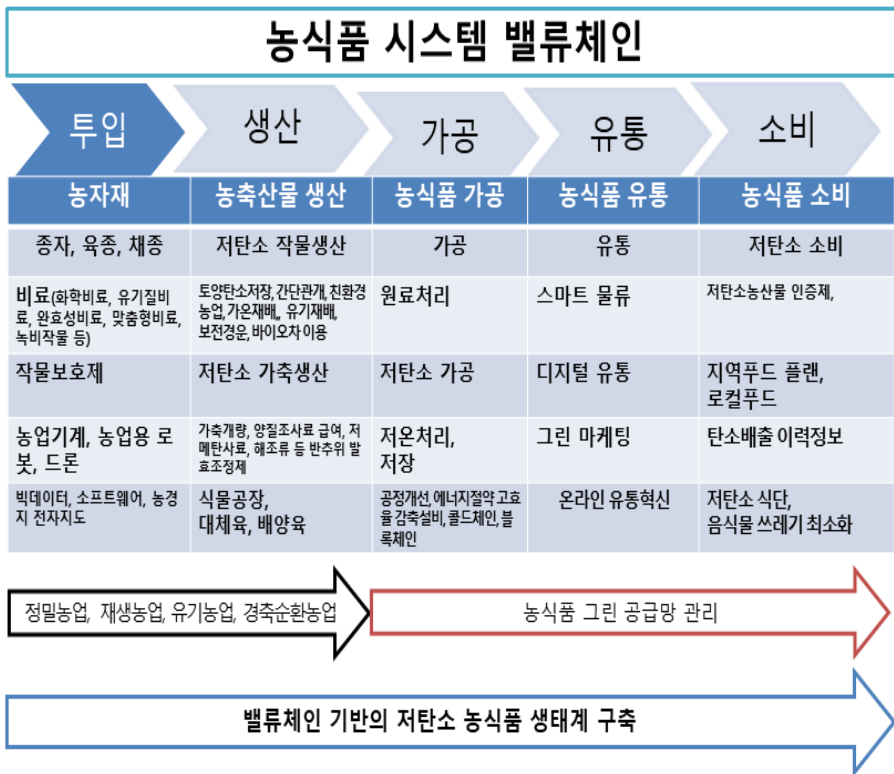 농식품 시스템 밸류체인
투입
생산
가공
유통
소비
농자재
농축산물 생산
농식품 가공
농식품 유통
농식품 소비
종자, 육종, 채종
저탄소 작물생산
가공
유통
저탄소 소비
비료(화학비료, 유기질비
료, 완효성비료, 맞춤형비료,
녹비작물 등)
토양탄소저장, 간단관개, 친환경
농업, 가온재배,, 유기재배,
보전경운, 바이오차 이용
원료처리
스마트 물류
저탄소농산물 인증제,
작물보호제
저탄소 가축생산
저탄소 가공
디지털 유통
지역푸드 플랜,
로컬푸드
농업기계, 농업용 로
봇, 드론
가축개량, 양질조사료 급여, 저
메탄사료, 해조류 등 반추위 발
효조정제
저온처리,
저장
그린 마케팅
탄소배출 이력정보
빅데이터, 소프트웨어, 농경
지 전자지도
식물공장,
대체육, 배양육
공정개선, 에너지절약 고효
율 감축설비, 콜드체인, 블
록체인
온라인 유통혁신
저탄소 식단,
음식물 쓰레기 최소화
정밀농업, 재생농업, 유기농업, 경축순환농업
농식품 그린 공급망 관리
밸류체인 기반의 저탄소 농식품 생태계 구축